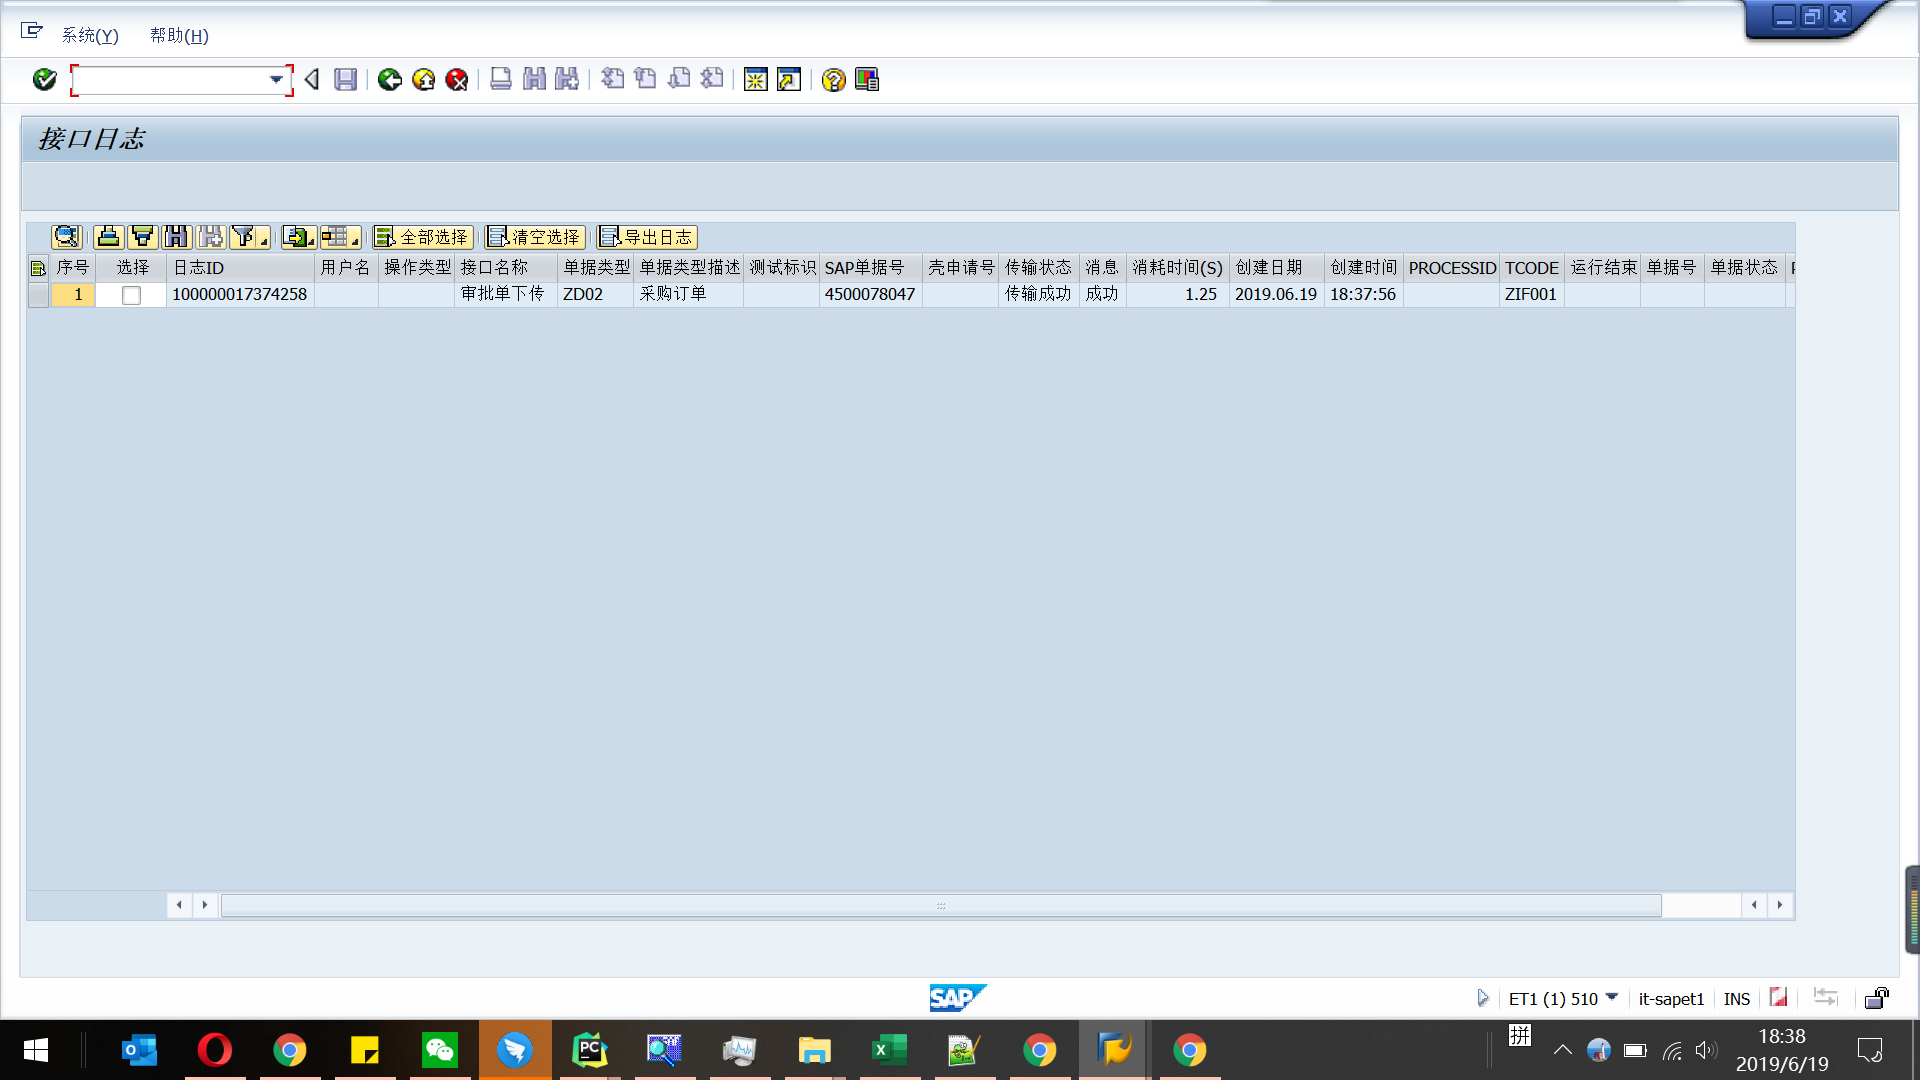 系统(Y) 帮助(H)
接口日志
全部选择 清空选择 导出日志
序号 选择 日志ID 用户名 操作类型 接口名称 单据类型 单据类型描述 测试标识 SAP单据号 壳申请号 传输状态 消息 消耗时间(S) 创建日期 创建时间 PROCESSID TCODE 运行结束 单据号 单据状态
1 100000017374258 审批单下传 ZD02 采购订单 4500078047 传输成功 成功 1.25 2019.06.19 18:37:56 ZIF001
SAP ET1 (1) 510 it-sapet1 INS
拼
18:38
2019/6/19